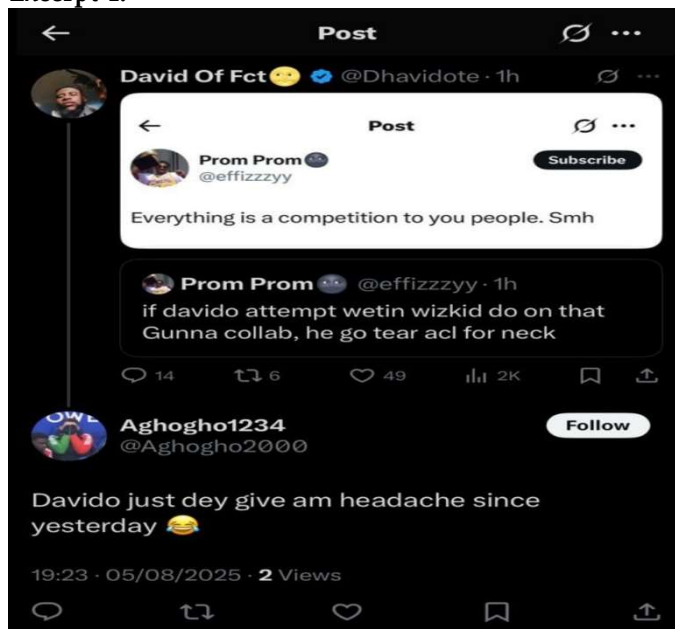 Post
David Of Fct @Dhavidote · 1h
Post
Prom Prom
@effizzzyy
Subscribe
Everything is a competition to you people. Smh
Prom Prom @effizzzyy · 1h
if davido attempt wetin wizkid do on that
Gunna collab, he go tear acl for neck
14 6 49 2K
OWE
Aghogho1234
@Aghogho2000
Follow
Davido just dey give am headache since
yesterday 😂
19:23 · 05/08/2025 · 2 Views